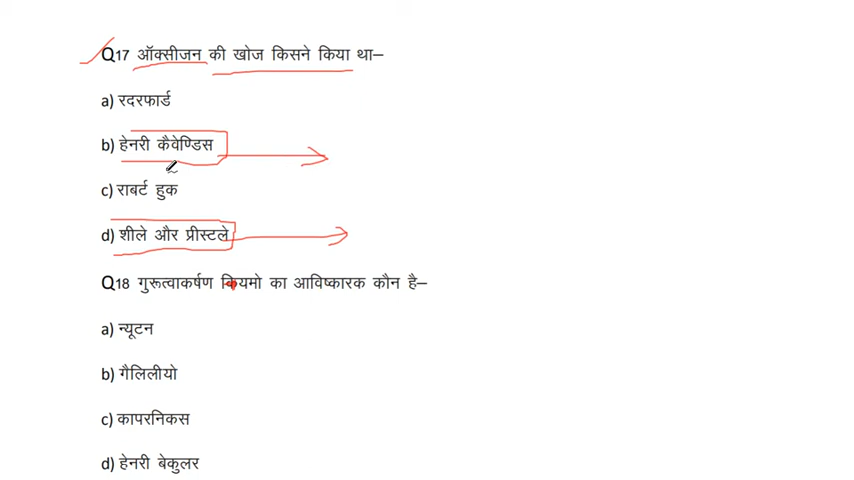 Q17 ऑक्सीजन की खोज किसने किया था–
a) रदरफार्ड
b) हेनरी कैवेण्डिस
c) राबर्ट हुक
d) शीले और प्रीस्टले
Q18 गुरूत्वाकर्षण नियमो का आविष्कारक कौन है–
a) न्यूटन
b) गैलिलीयो
c) कापरनिकस
d) हेनरी बेकुलर